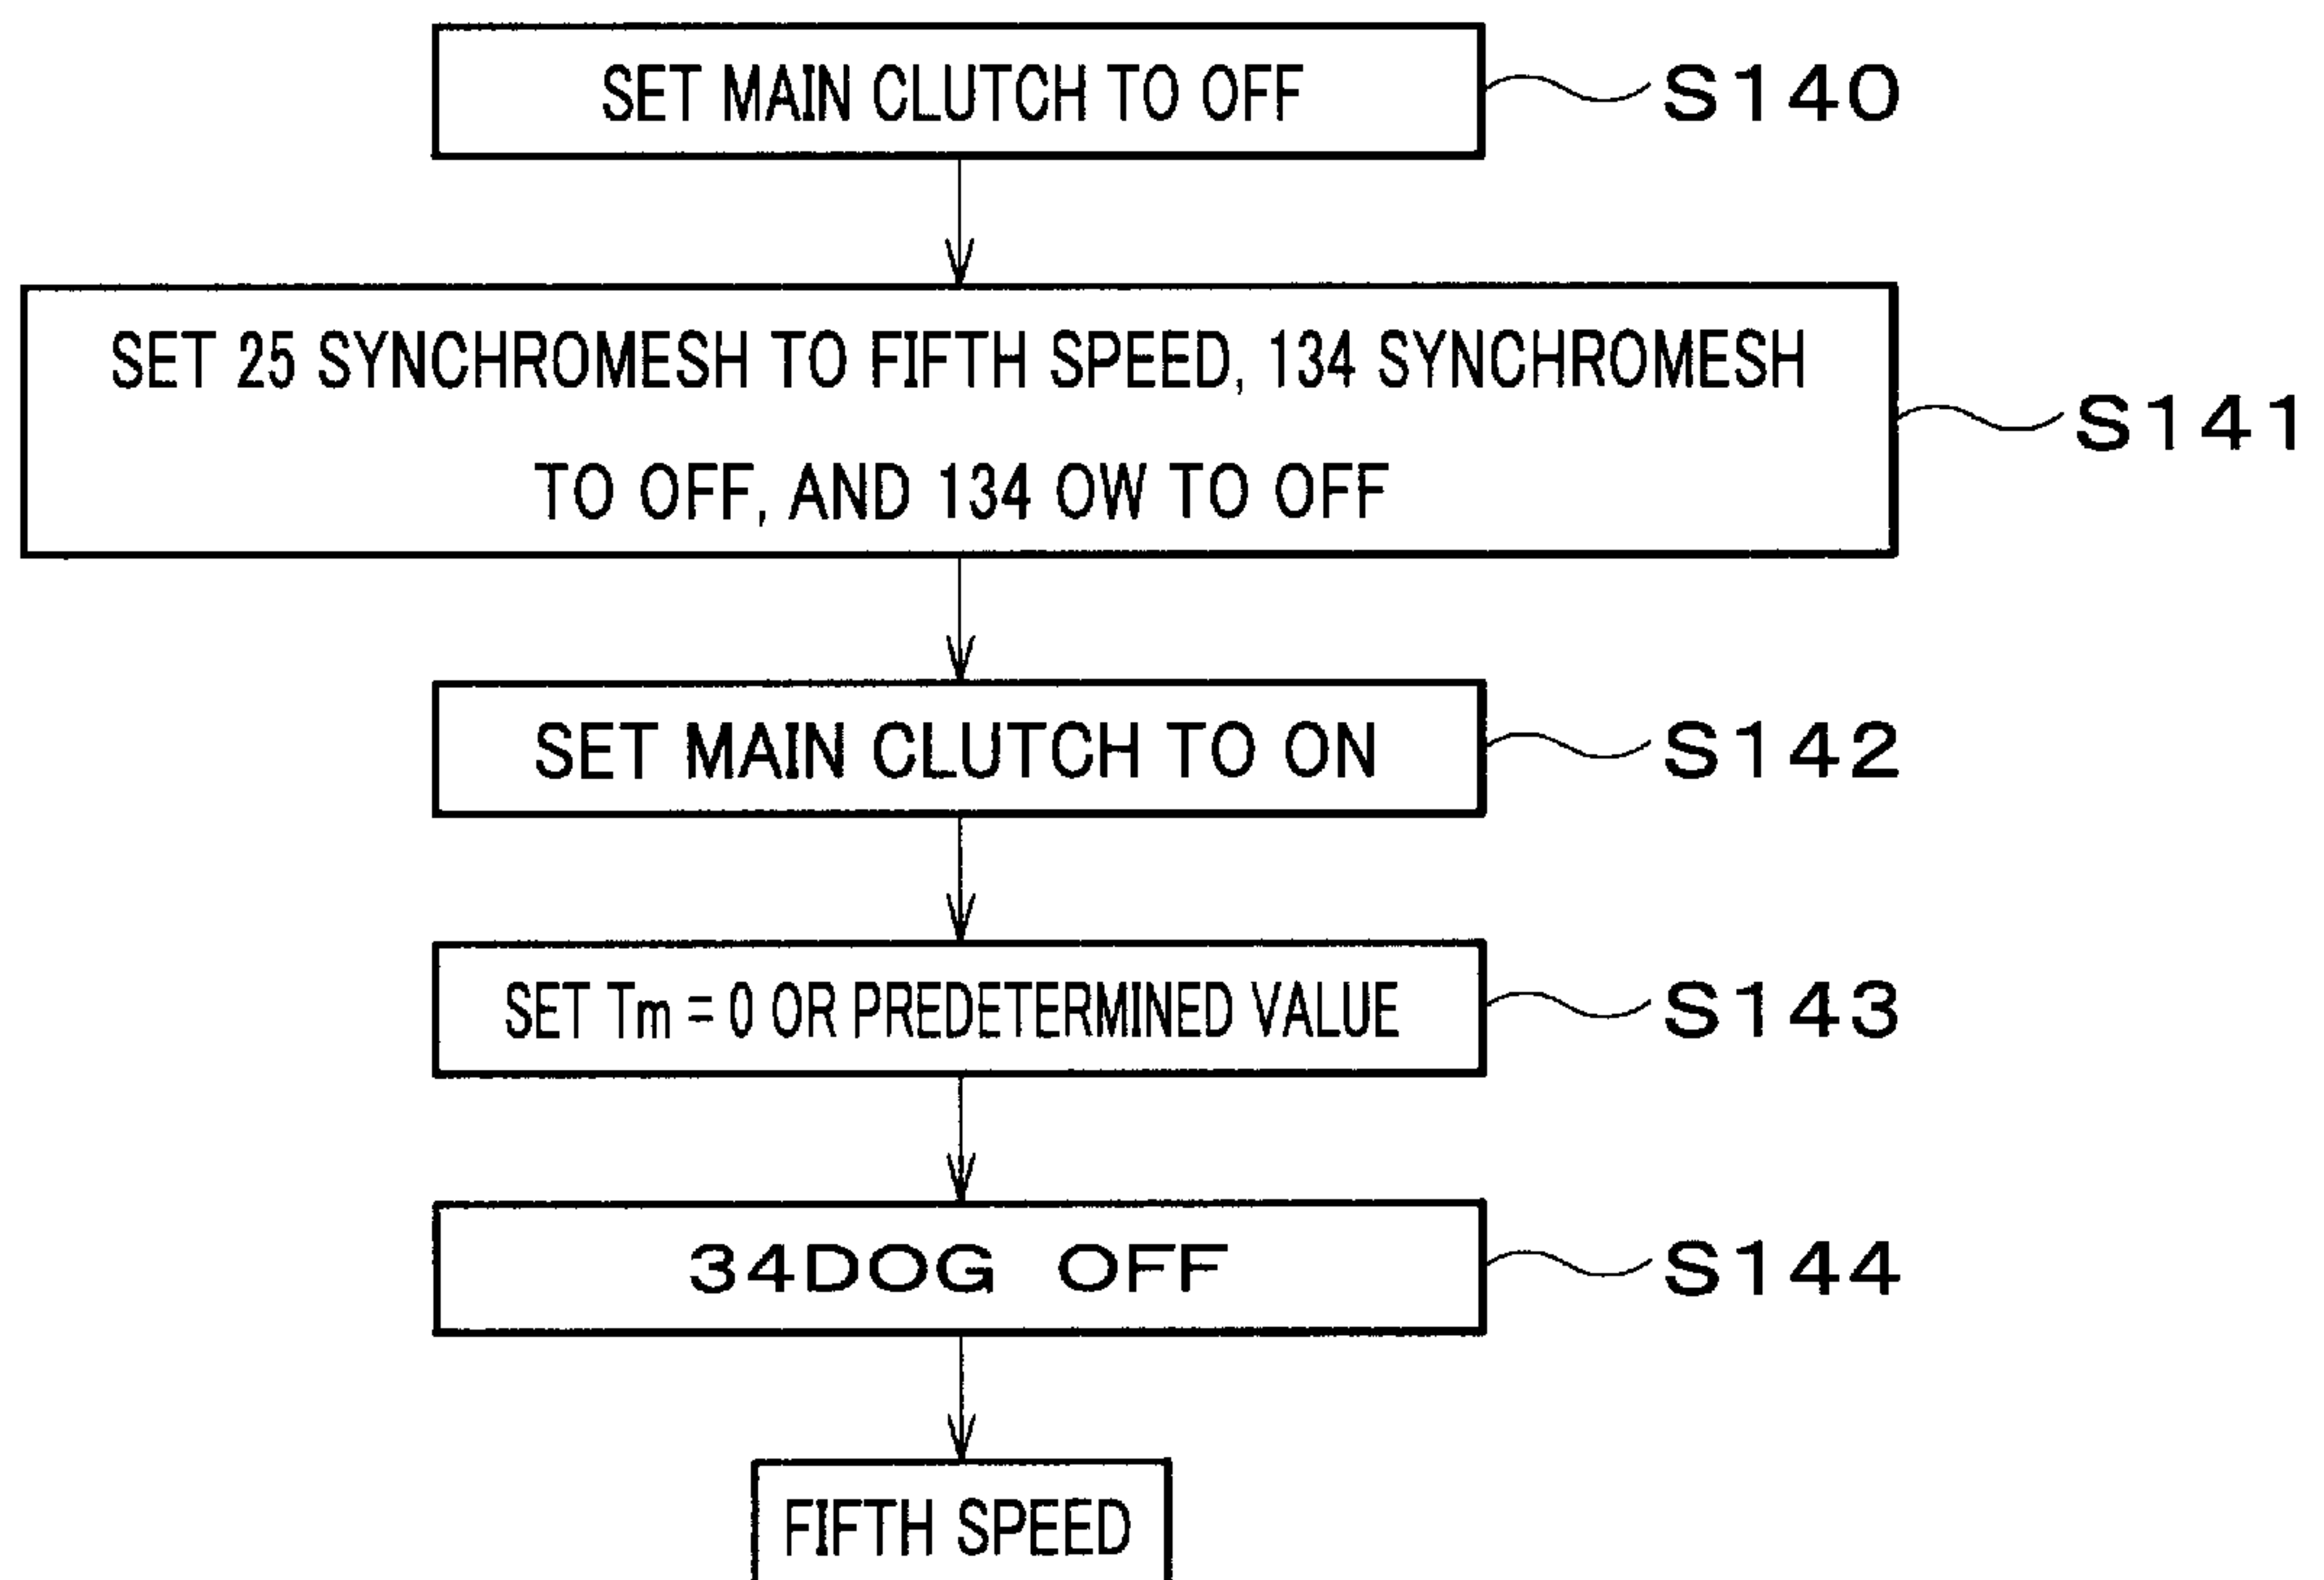 SET MAIN CLUTCH TO OFF
S140
SET 25 SYNCHROMESH TO FIFTH SPEED, 134 SYNCHROMESH
TO OFF, AND 134 OW TO OFF
S141
SET MAIN CLUTCH TO ON
S142
SET Tm = 0 OR PREDETERMINED VALUE
S143
34DOG OFF
S144
FIFTH SPEED